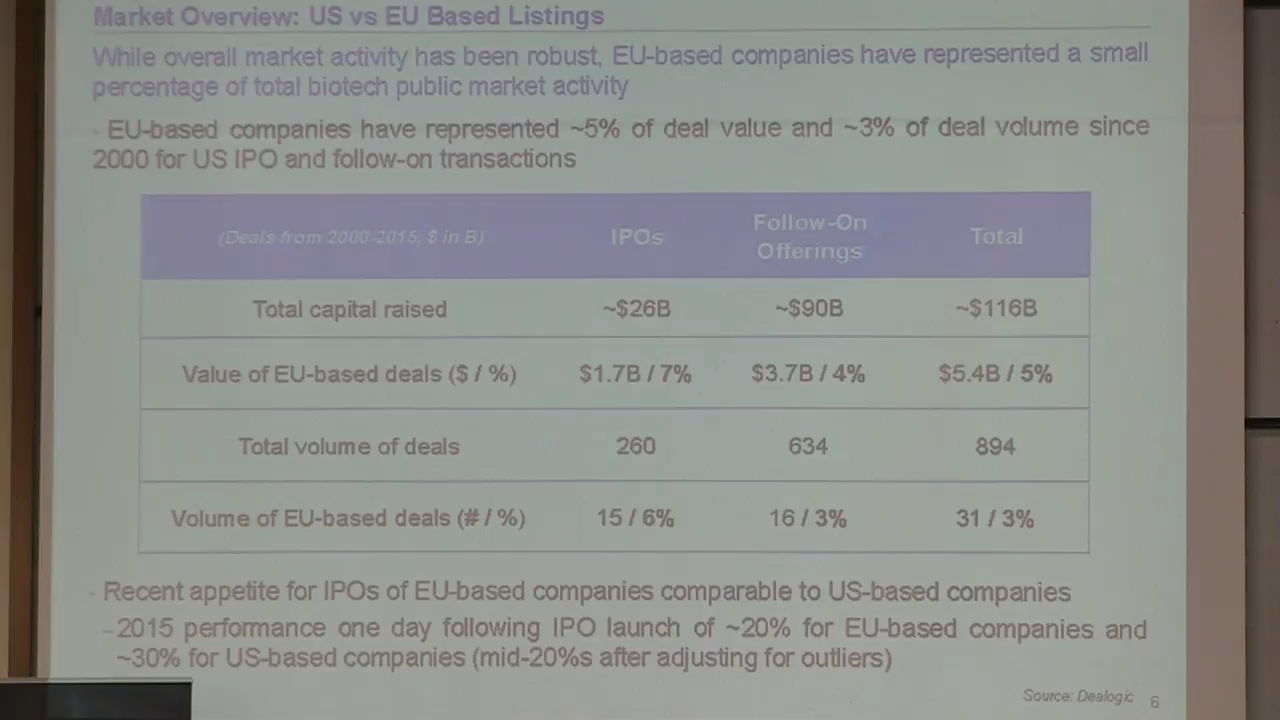 Market Overview: US vs EU Based Listings
While overall market activity has been robust, EU-based companies have represented a small
percentage of total biotech public market activity
- EU-based companies have represented ~5% of deal value and ~3% of deal volume since
2000 for US IPO and follow-on transactions
(Deals from 2000-2015, $ in B) IPOs Follow-On Offerings Total
Total capital raised ~$26B ~$90B ~$116B
Value of EU-based deals ($ / %) $1.7B / 7% $3.7B / 4% $5.4B / 5%
Total volume of deals 260 634 894
Volume of EU-based deals (# / %) 15 / 6% 16 / 3% 31 / 3%
- Recent appetite for IPOs of EU-based companies comparable to US-based companies
–2015 performance one day following IPO launch of ~20% for EU-based companies and
~30% for US-based companies (mid-20%s after adjusting for outliers)
Source: Dealogic 6